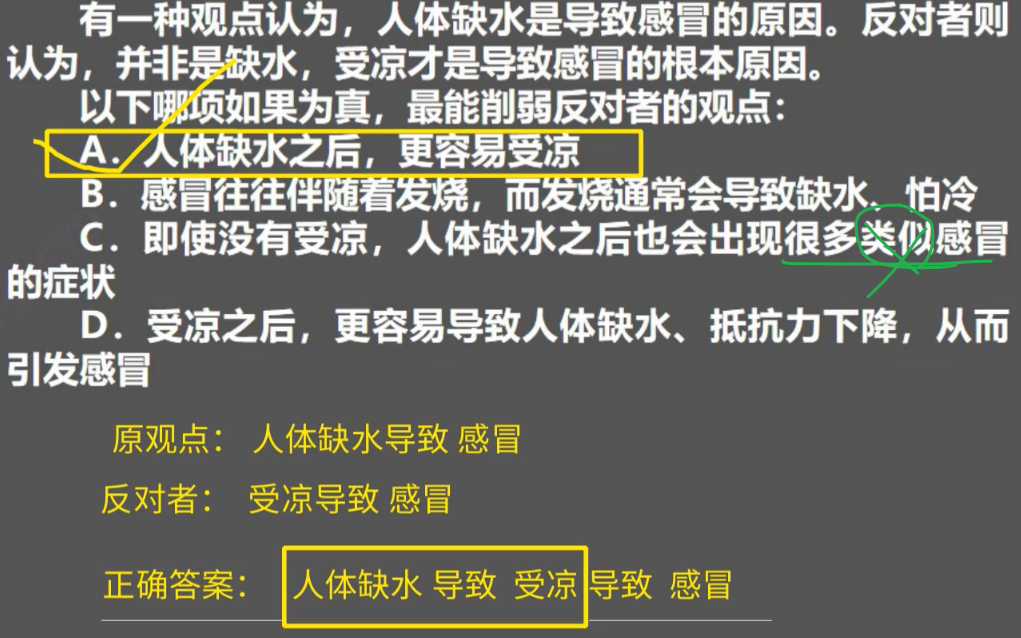 有一种观点认为，人体缺水是导致感冒的原因。反对者则
认为，并非是缺水，受凉才是导致感冒的根本原因。
以下哪项如果为真，最能削弱反对者的观点：
A．人体缺水之后，更容易受凉
B．感冒往往伴随着发烧，而发烧通常会导致缺水、怕冷
C．即使没有受凉，人体缺水之后也会出现很多类似感冒
的症状
D．受凉之后，更容易导致人体缺水、抵抗力下降，从而
引发感冒
原观点： 人体缺水导致 感冒
反对者： 受凉导致 感冒
正确答案： 人体缺水 导致 受凉 导致 感冒